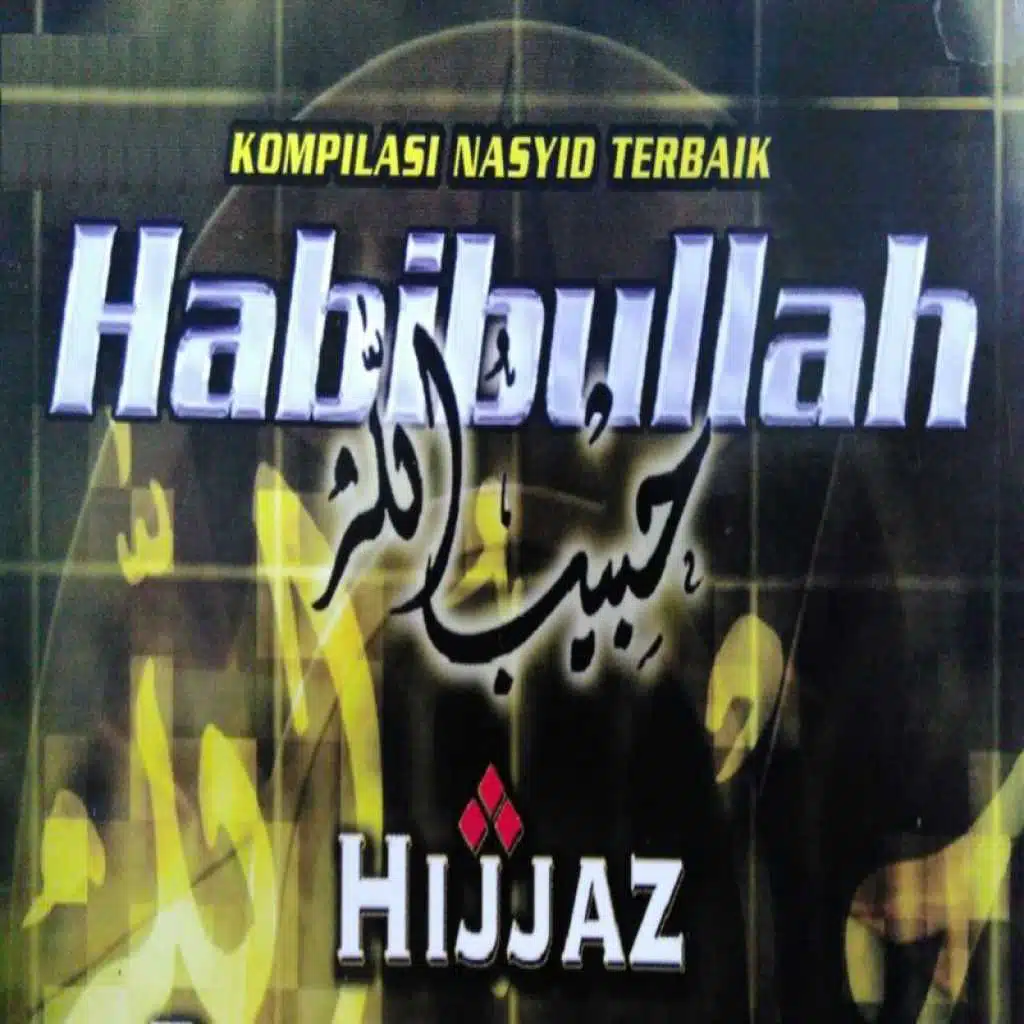 KOMPILASI NASYID TERBAIK
Habibullah
حبيب الله
HIJJAZ